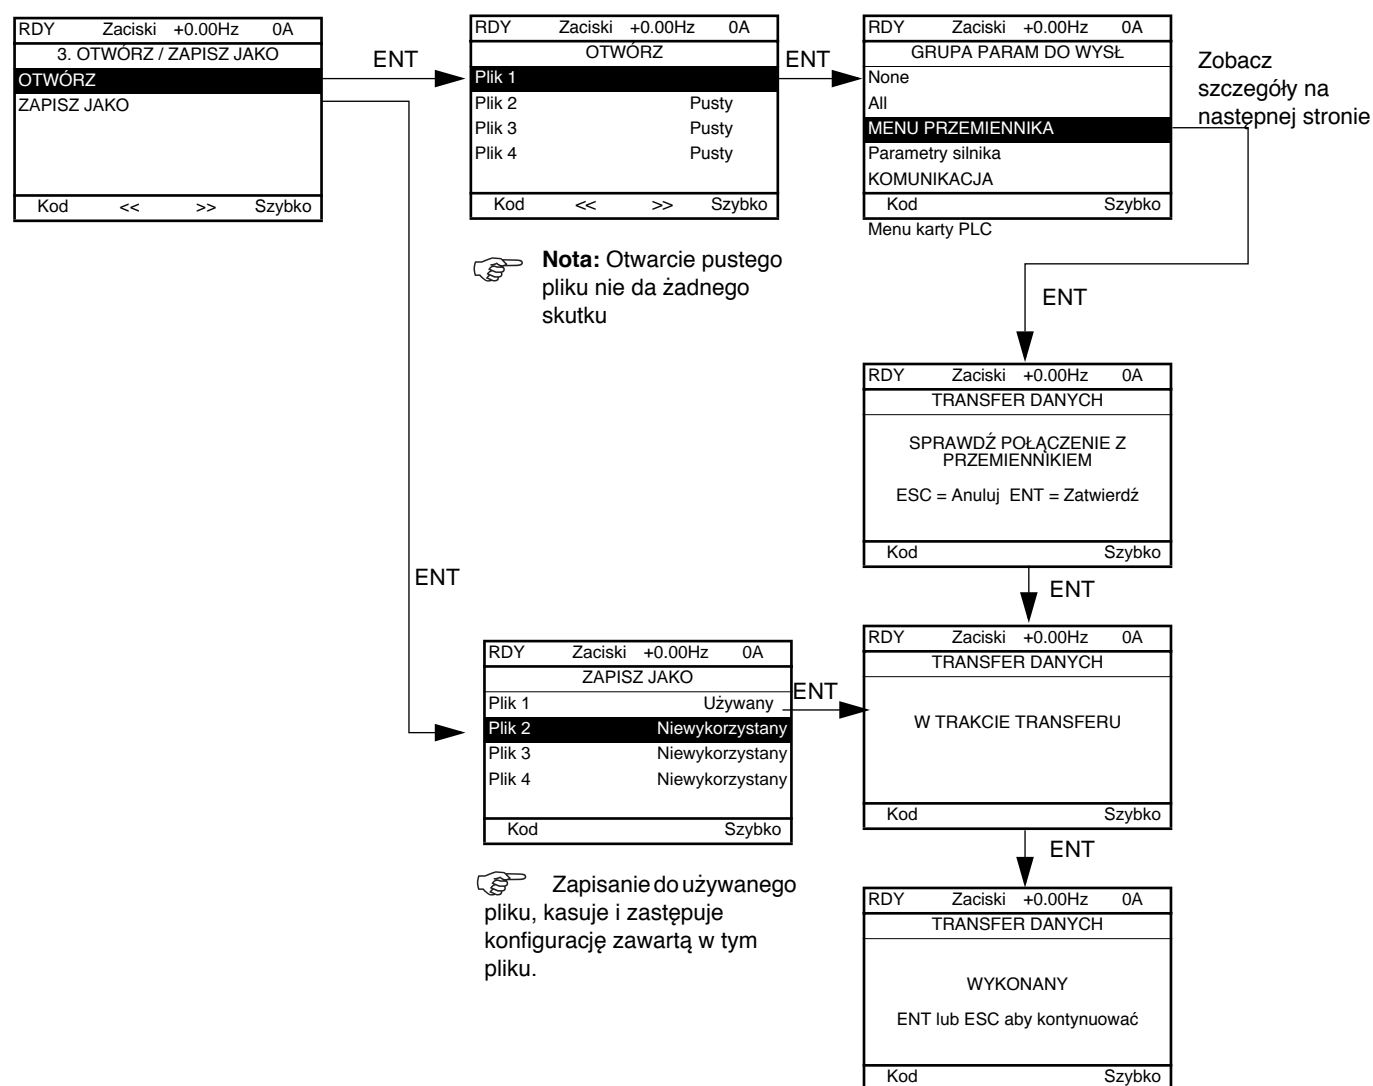 RDY Zaciski +0.00Hz 0A
3. OTWÓRZ / ZAPISZ JAKO
OTWÓRZ
ZAPISZ JAKO
Kod << >> Szybko
ENT
RDY Zaciski +0.00Hz 0A
OTWÓRZ
Plik 1
Plik 2 Pusty
Plik 3 Pusty
Plik 4 Pusty
Kod << >> Szybko
Nota: Otwarcie pustego
pliku nie da żadnego
skutku
ENT
RDY Zaciski +0.00Hz 0A
GRUPA PARAM DO WYSŁ
None
All
MENU PRZEMIENNIKA
Parametry silnika
KOMUNIKACJA
Kod Szybko
Menu karty PLC
Zobacz
szczegóły na
następnej stronie
ENT
RDY Zaciski +0.00Hz 0A
TRANSFER DANYCH
SPRAWDŹ POŁĄCZENIE Z
PRZEMIENNIKIEM
ESC = Anuluj ENT = Zatwierdź
Kod Szybko
ENT
ENT
RDY Zaciski +0.00Hz 0A
ZAPISZ JAKO
Plik 1 Używany
Plik 2 Niewykorzystany
Plik 3 Niewykorzystany
Plik 4 Niewykorzystany
Kod Szybko
Zapisanie do używanego
pliku, kasuje i zastępuje
konfigurację zawartą w tym
pliku.
ENT
RDY Zaciski +0.00Hz 0A
TRANSFER DANYCH
W TRAKCIE TRANSFERU
Kod Szybko
ENT
RDY Zaciski +0.00Hz 0A
TRANSFER DANYCH
WYKONANY
ENT lub ESC aby kontynuować
Kod Szybko